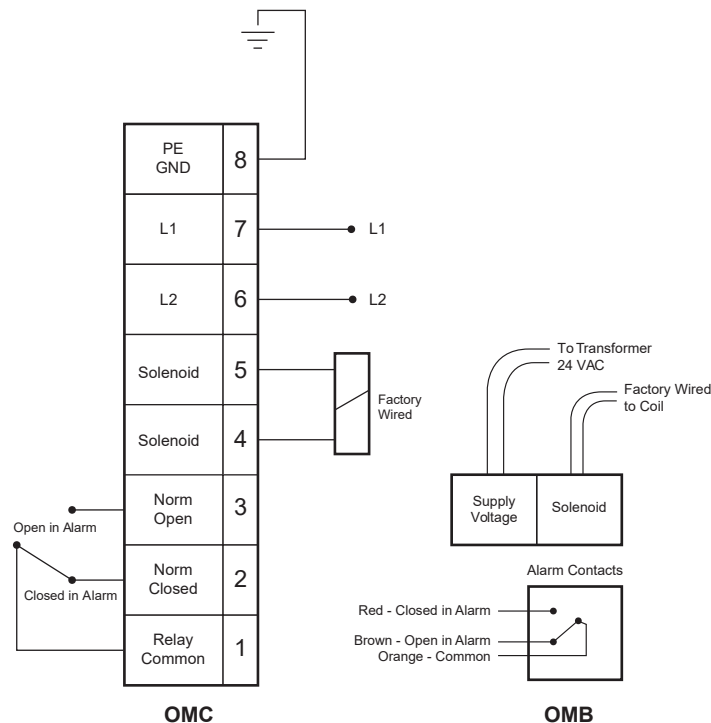 PE
GND
8
L1
7
L1
L2
6
L2
Solenoid
5
Factory
Wired
Solenoid
4
Norm
Open
3
Open in Alarm
Norm
Closed
2
Closed in Alarm
Relay
Common
1
OMC
To Transformer
24 VAC
Factory Wired
to Coil
Supply
Voltage
Solenoid
Alarm Contacts
Red - Closed in Alarm
Brown - Open in Alarm
Orange - Common
OMB